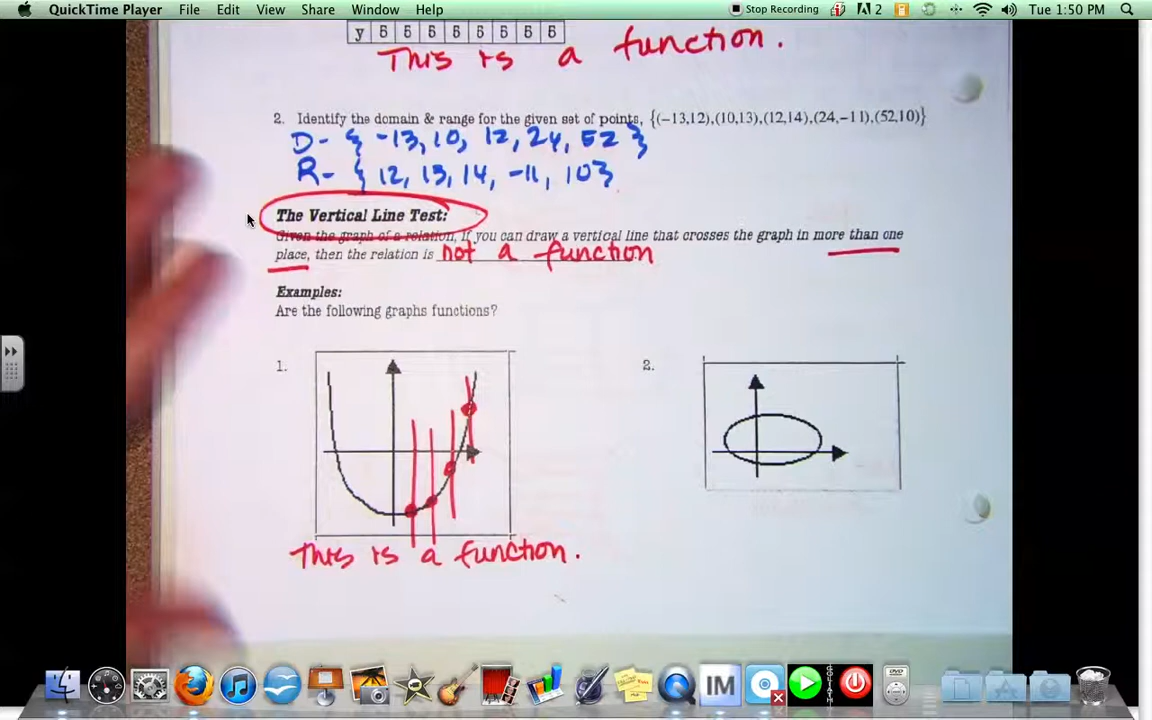 QuickTime Player File Edit View Share Window Help Stop Recording 2 Tue 1:50 PM
y 5 5 5 5 5 5 5 5
This is a function.
2. Identify the domain & range for the given set of points, {(−13,12),(10,13),(12,14),(24,−11),(52,10)}
D- { -13, 10, 12, 24, 52 }
R- { 12, 13, 14, -11, 10}
The Vertical Line Test:
Given the graph of a relation, if you can draw a vertical line that crosses the graph in more than one
place, then the relation is not a function
Examples:
Are the following graphs functions?
1. 2.
This is a function.
IM